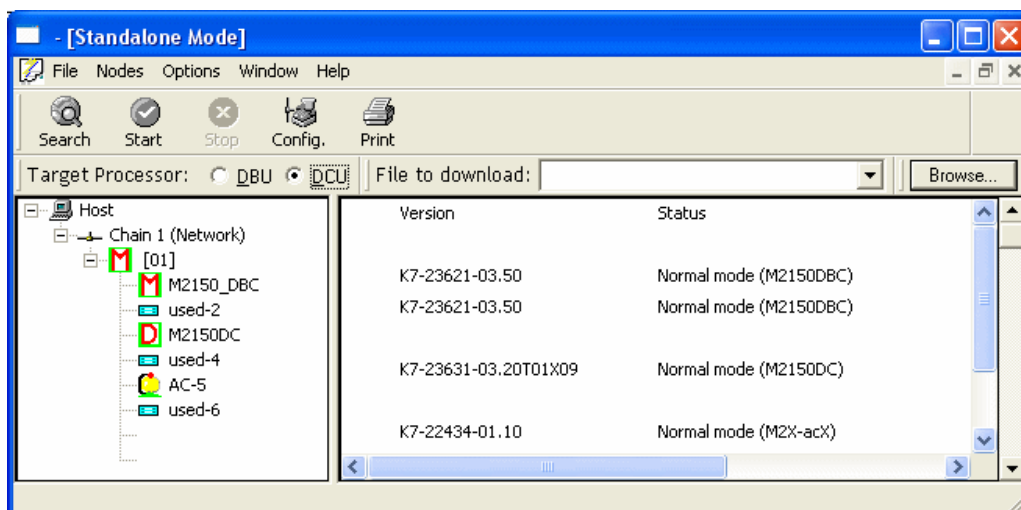 - [Standalone Mode]
File Nodes Options Window Help
Search Start Stop Config. Print
Target Processor: DBU DCU File to download: Browse...
Host
Chain 1 (Network)
[01]
M2150_DBC
used-2
M2150DC
used-4
AC-5
used-6
Version Status
K7-23621-03.50 Normal mode (M2150DBC)
K7-23621-03.50 Normal mode (M2150DBC)
K7-23631-03.20T01X09 Normal mode (M2150DC)
K7-22434-01.10 Normal mode (M2X-acX)